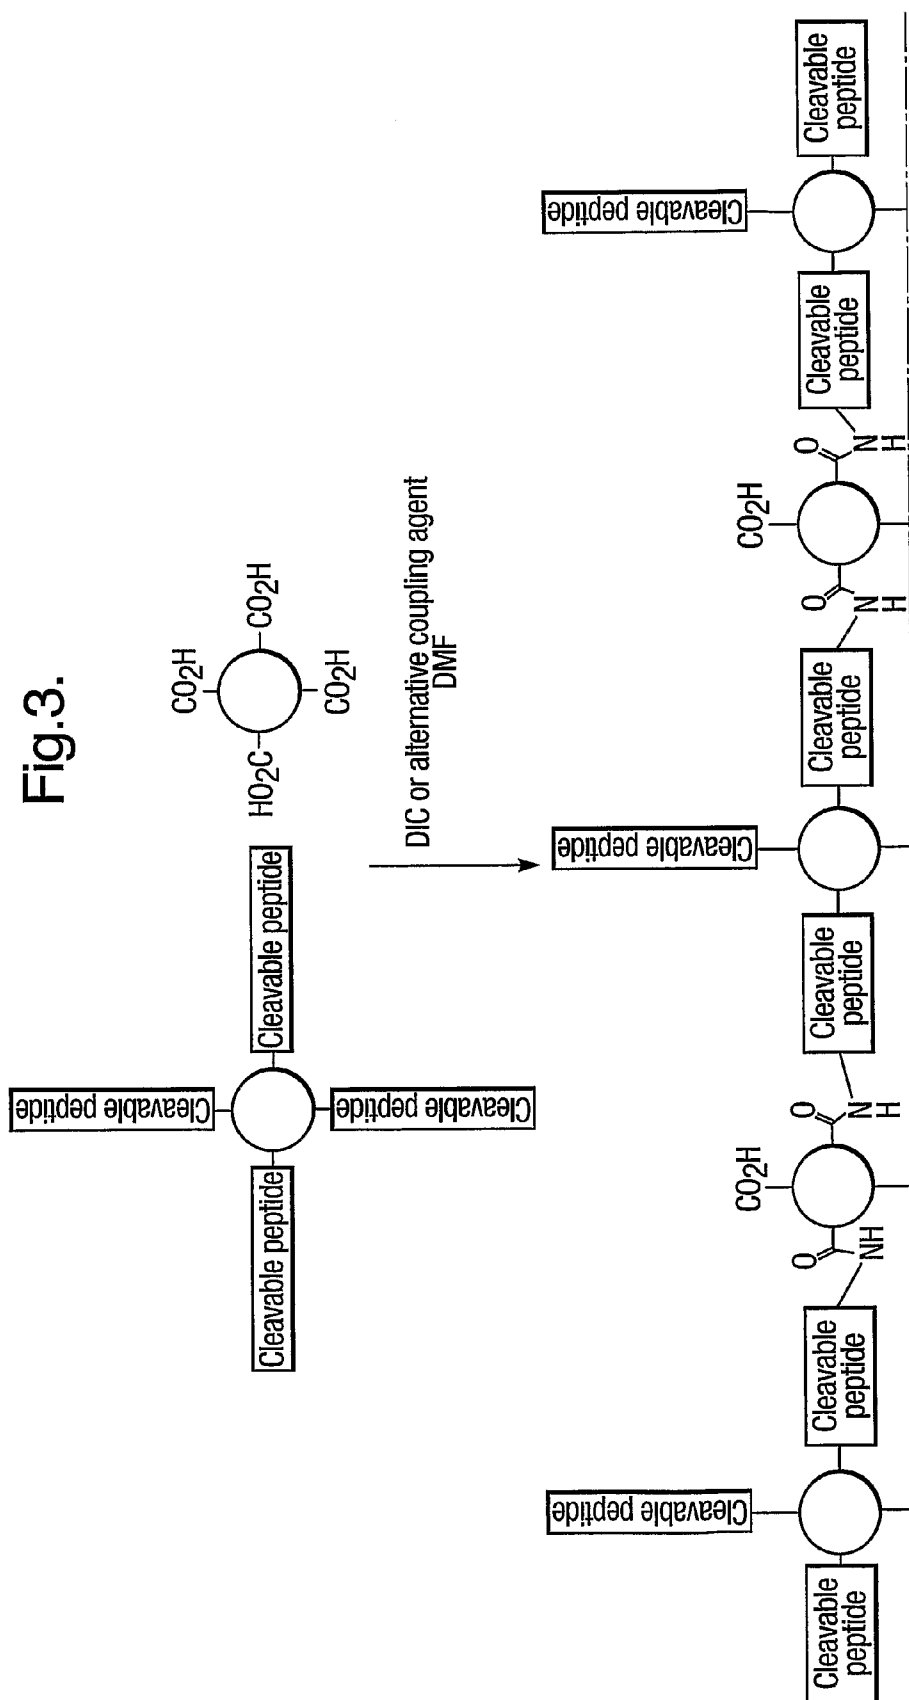 Fig.3.
Cleavable peptide
Cleavable peptide
Cleavable peptide
Cleavable peptide
CO2H
HO2C
CO2H
CO2H
DIC or alternative coupling agent
DMF
Cleavable peptide
CO2H
Cleavable peptide
CO2H
Cleavable peptide
Cleavable
peptide
Cleavable
peptide
O
NH
O
N
H
Cleavable
peptide
Cleavable
peptide
O
N
H
O
N
H
Cleavable
peptide
Cleavable
peptide